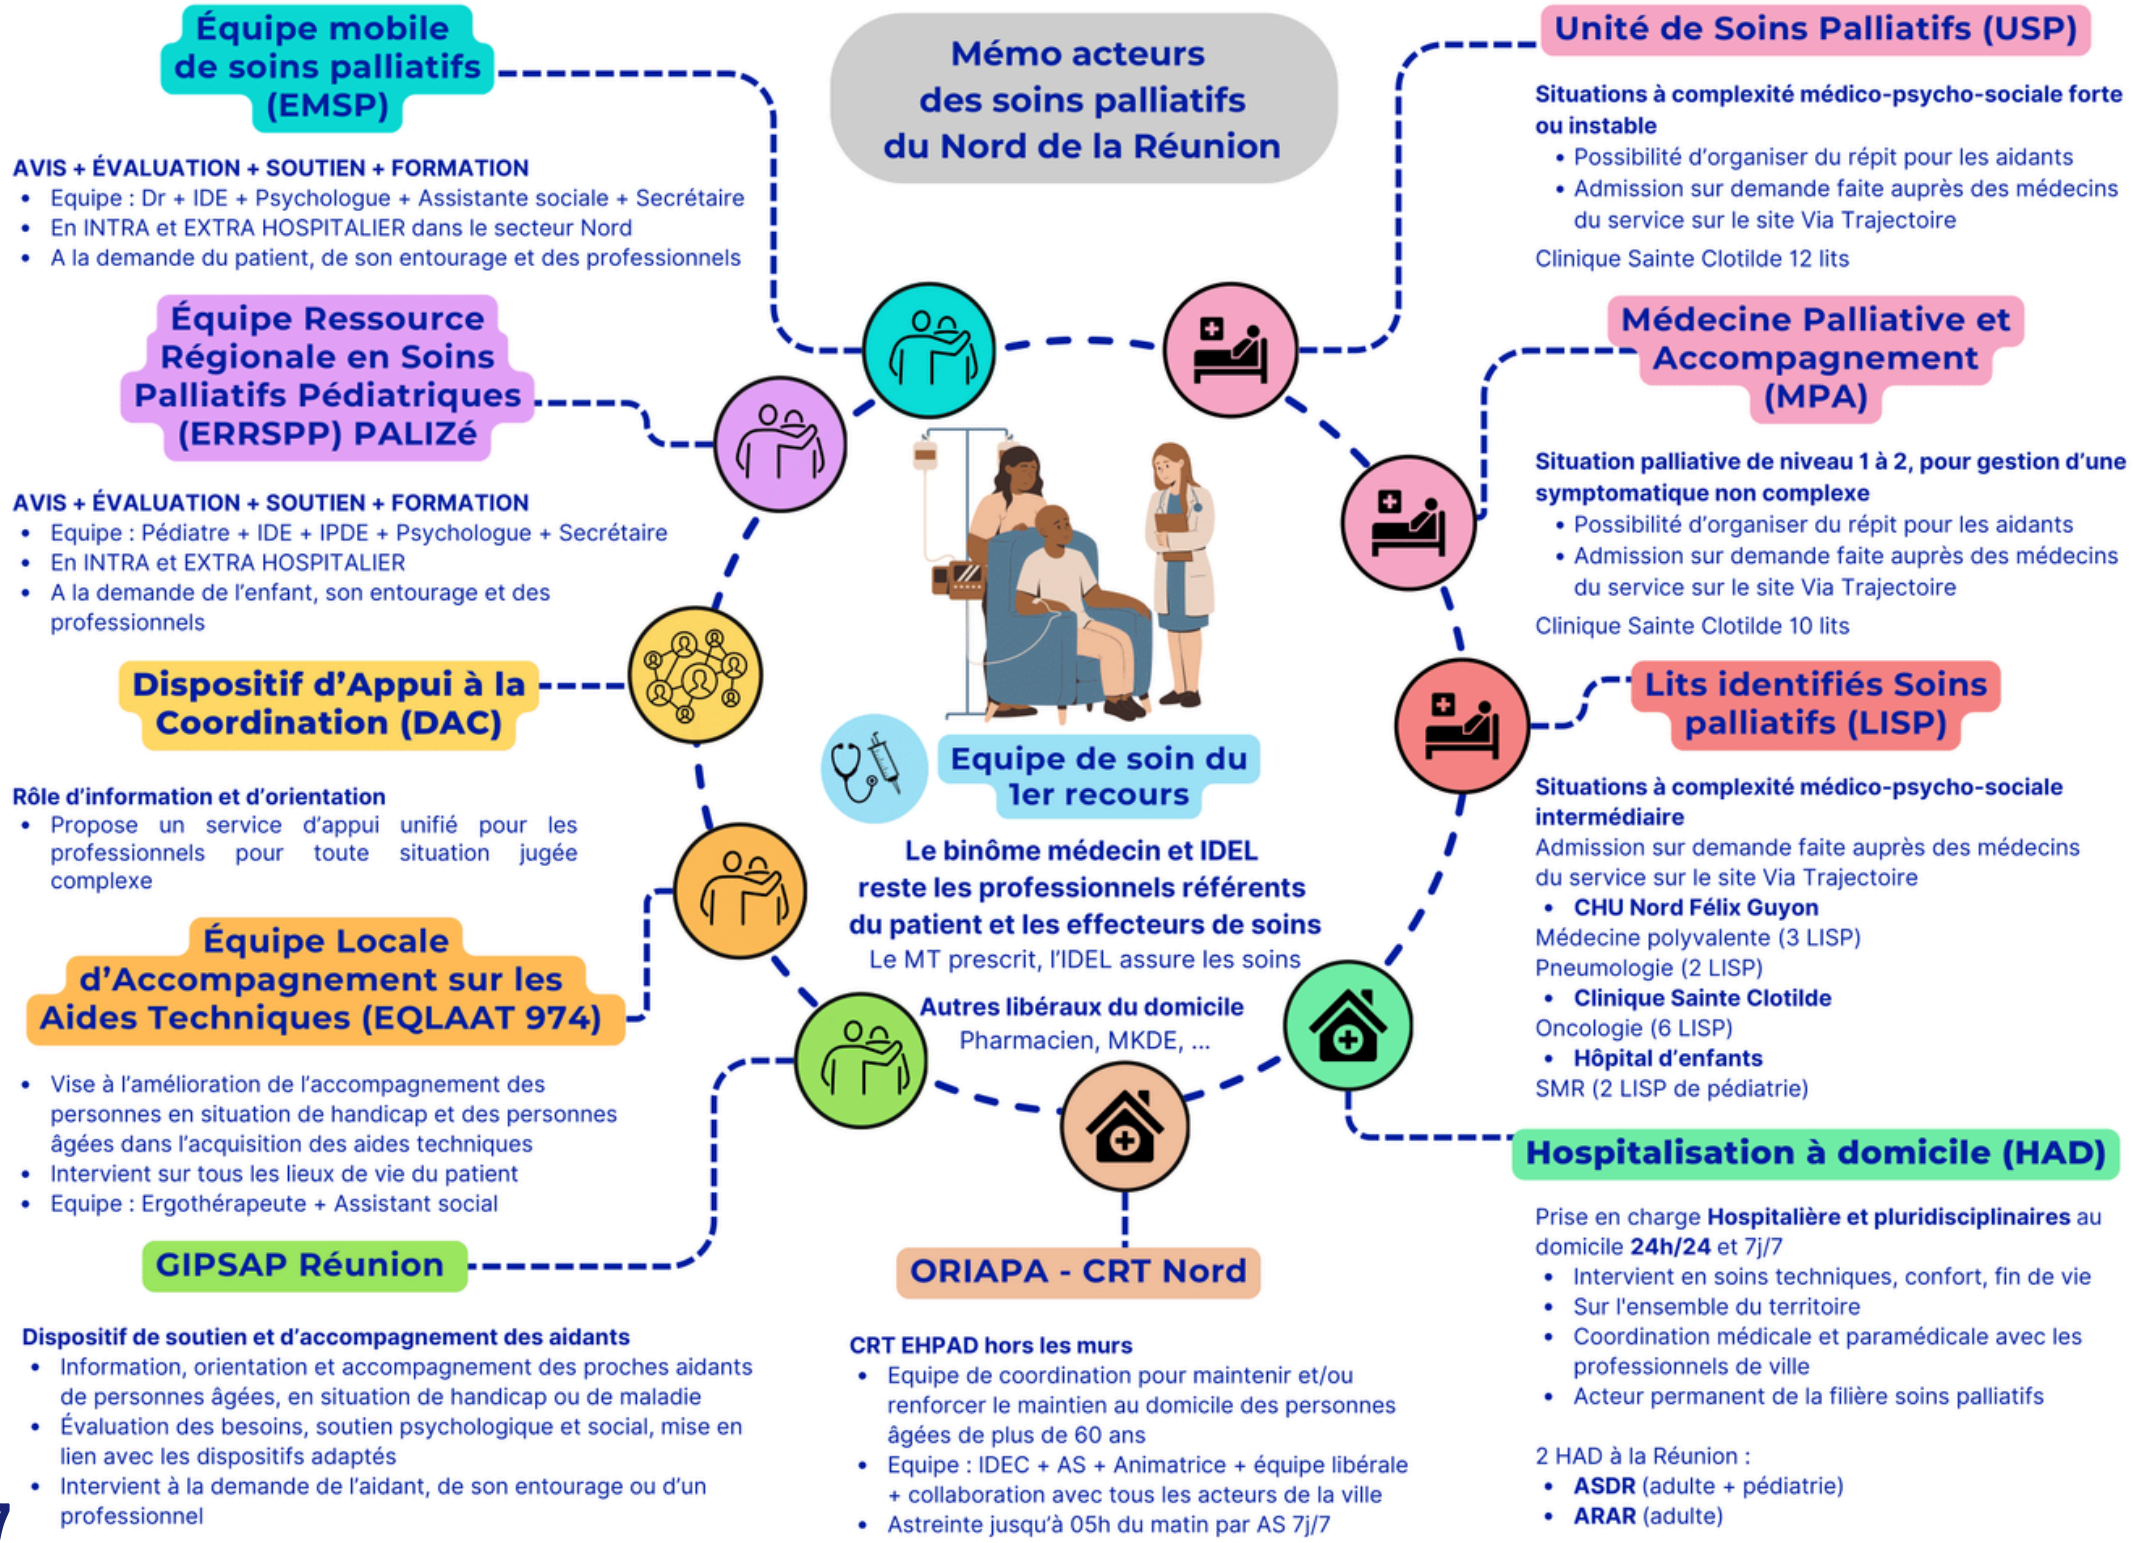 Mémo acteurs
des soins palliatifs
du Nord de la Réunion
Équipe mobile
de soins palliatifs
(EMSP)
AVIS + ÉVALUATION + SOUTIEN + FORMATION
• Equipe : Dr + IDE + Psychologue + Assistante sociale + Secrétaire
• En INTRA et EXTRA HOSPITALIER dans le secteur Nord
• A la demande du patient, de son entourage et des professionnels
Équipe Ressource
Régionale en Soins
Palliatifs Pédiatriques
(ERRSPP) PALIZé
AVIS + ÉVALUATION + SOUTIEN + FORMATION
• Equipe : Pédiatre + IDE + IPDE + Psychologue + Secrétaire
• En INTRA et EXTRA HOSPITALIER
• A la demande de l'enfant, son entourage et des
professionnels
Dispositif d'Appui à la
Coordination (DAC)
Rôle d'information et d'orientation
• Propose un service d'appui unifié pour les
professionnels pour toute situation jugée
complexe
Équipe Locale
d'Accompagnement sur les
Aides Techniques (EQLAAT 974)
• Vise à l'amélioration de l'accompagnement des
personnes en situation de handicap et des personnes
âgées dans l'acquisition des aides techniques
• Intervient sur tous les lieux de vie du patient
• Equipe : Ergothérapeute + Assistant social
GIPSAP Réunion
Dispositif de soutien et d'accompagnement des aidants
• Information, orientation et accompagnement des proches aidants
de personnes âgées, en situation de handicap ou de maladie
• Évaluation des besoins, soutien psychologique et social, mise en
lien avec les dispositifs adaptés
• Intervient à la demande de l'aidant, de son entourage ou d'un
professionnel
7
Equipe de soin du
1er recours
Le binôme médecin et IDEL
reste les professionnels référents
du patient et les effecteurs de soins
Le MT prescrit, l'IDEL assure les soins
Autres libéraux du domicile
Pharmacien, MKDE, ...
ORIAPA - CRT Nord
CRT EHPAD hors les murs
• Equipe de coordination pour maintenir et/ou
renforcer le maintien au domicile des personnes
âgées de plus de 60 ans
• Equipe : IDEC + AS + Animatrice + équipe libérale
+ collaboration avec tous les acteurs de la ville
• Astreinte jusqu'à 05h du matin par AS 7j/7
Unité de Soins Palliatifs (USP)
Situations à complexité médico-psycho-sociale forte
ou instable
• Possibilité d'organiser du répit pour les aidants
• Admission sur demande faite auprès des médecins
du service sur le site Via Trajectoire
Clinique Sainte Clotilde 12 lits
Médecine Palliative et
Accompagnement
(MPA)
Situation palliative de niveau 1 à 2, pour gestion d'une
symptomatique non complexe
• Possibilité d'organiser du répit pour les aidants
• Admission sur demande faite auprès des médecins
du service sur le site Via Trajectoire
Clinique Sainte Clotilde 10 lits
Lits identifiés Soins
palliatifs (LISP)
Situations à complexité médico-psycho-sociale
intermédiaire
Admission sur demande faite auprès des médecins
du service sur le site Via Trajectoire
• CHU Nord Félix Guyon
Médecine polyvalente (3 LISP)
Pneumologie (2 LISP)
• Clinique Sainte Clotilde
Oncologie (6 LISP)
• Hôpital d'enfants
SMR (2 LISP de pédiatrie)
Hospitalisation à domicile (HAD)
Prise en charge Hospitalière et pluridisciplinaires au
domicile 24h/24 et 7j/7
• Intervient en soins techniques, confort, fin de vie
• Sur l'ensemble du territoire
• Coordination médicale et paramédicale avec les
professionnels de ville
• Acteur permanent de la filière soins palliatifs
2 HAD à la Réunion :
• ASDR (adulte + pédiatrie)
• ARAR (adulte)